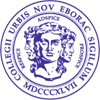 COLLEGII URBIS NOV EBORAC SIGILLUM
MDCCCXLVII
RESPICE
ADSPICE
PROSPICE